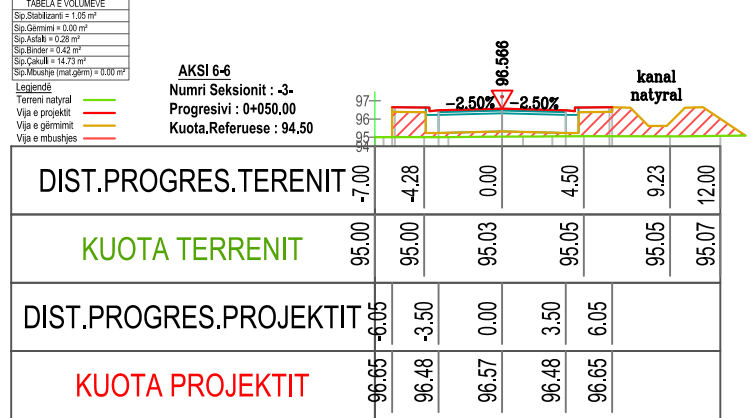 TABELA E VOLUMEVE
Sip.Stabilizanti = 1.05 m²
Sip.Gërmimi = 0.00 m²
Sip.Asfalti = 0.28 m²
Sip.Binder = 0.42 m²
Sip.Çakulli = 14.73 m²
Sip.Mbushje (mat.gërm) = 0.00 m²
Legjendë
Terreni natyral
Vija e projektit
Vija e gërmimit
Vija e mbushjes
AKSI 6-6
Numri Seksionit : -3-
Progresivi : 0+050.00
Kuota.Referuese : 94.50
96.566
-2.50% -2.50%
kanal
natyral
97
96
95
94
DIST.PROGRES.TERENIT -7.00 -4.28 0.00 4.50 9.23 12.00
KUOTA TERRENIT 95.00 95.00 95.03 95.05 95.05 95.07
DIST.PROGRES.PROJEKTIT -6.05 -3.50 0.00 3.50 6.05
KUOTA PROJEKTIT 96.65 96.48 96.57 96.48 96.65